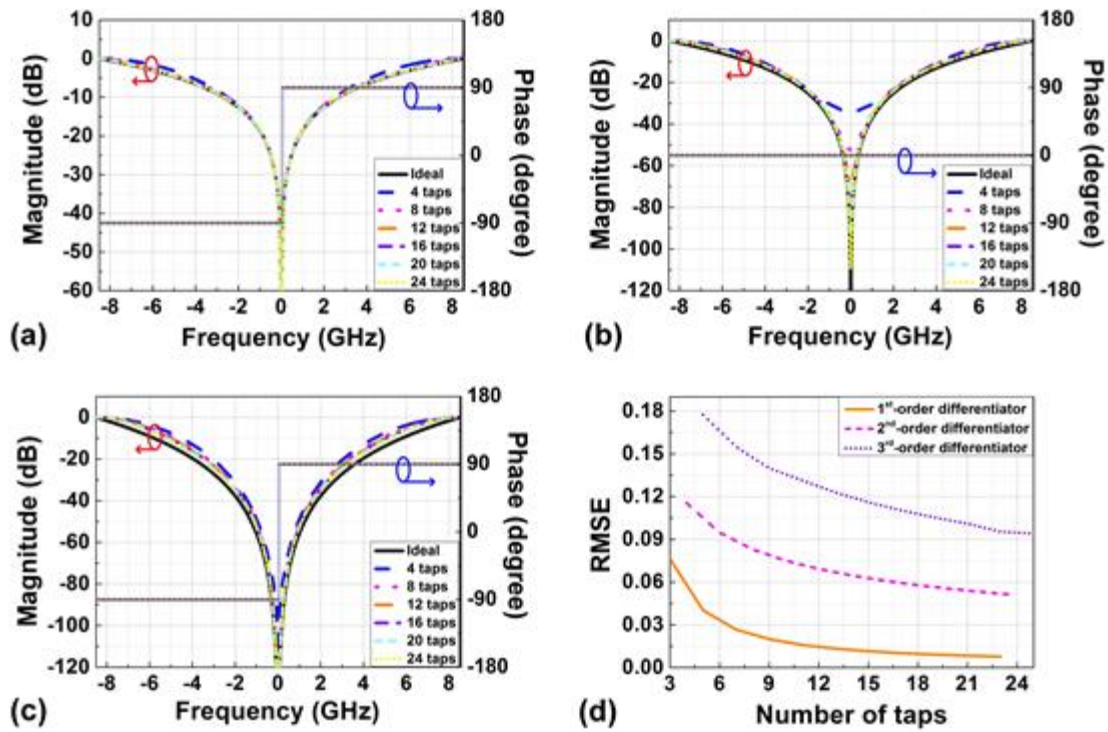 10
0
-10
-20
-30
-40
-50
-60
Magnitude (dB)
180
90
0
-90
-180
Phase (degree)
Ideal
4 taps
8 taps
12 taps
16 taps
20 taps
24 taps
-8 -6 -4 -2 0 2 4 6 8
Frequency (GHz)
(a)
0
-20
-40
-60
-80
-100
-120
Magnitude (dB)
180
90
0
-90
-180
Phase (degree)
Ideal
4 taps
8 taps
12 taps
16 taps
20 taps
24 taps
-8 -6 -4 -2 0 2 4 6 8
Frequency (GHz)
(b)
0
-20
-40
-60
-80
-100
-120
Magnitude (dB)
180
90
0
-90
-180
Phase (degree)
Ideal
4 taps
8 taps
12 taps
16 taps
20 taps
24 taps
-8 -6 -4 -2 0 2 4 6 8
Frequency (GHz)
(c)
0.18
0.15
0.12
0.09
0.06
0.03
0.00
RMSE
1st-order differentiator
2nd-order differentiator
3rd-order differentiator
3 6 9 12 15 18 21 24
Number of taps
(d)